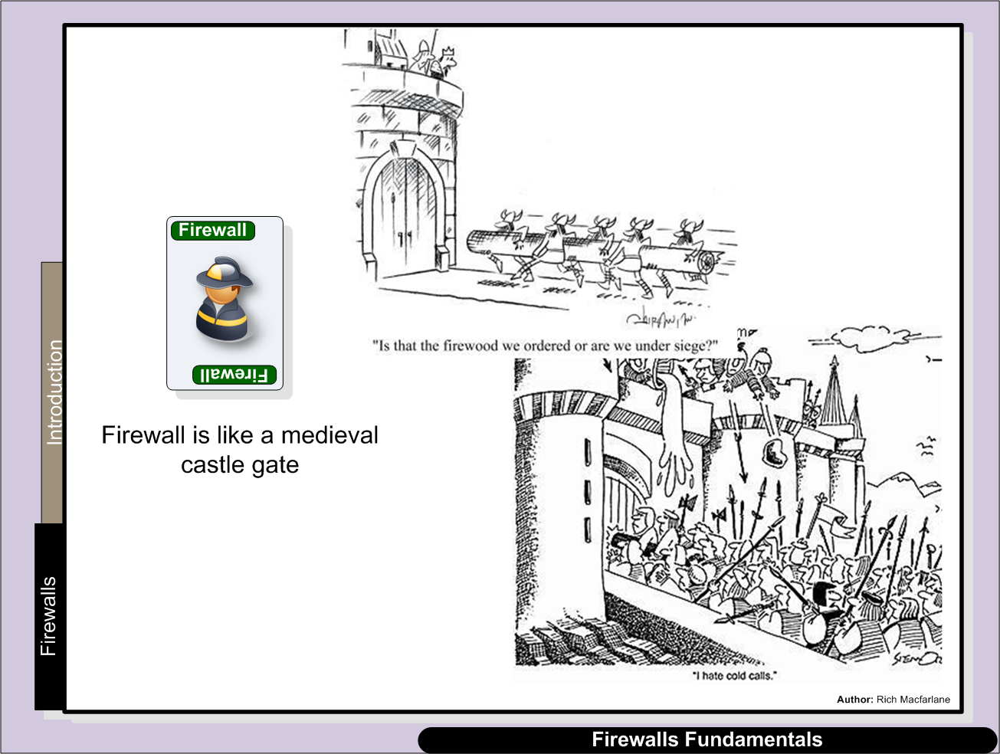 Firewall
Firewall
Firewall is like a medieval
castle gate
"Is that the firewood we ordered or are we under siege?"
"I hate cold calls."
Author: Rich Macfarlane
Introduction
Firewalls
Firewalls Fundamentals